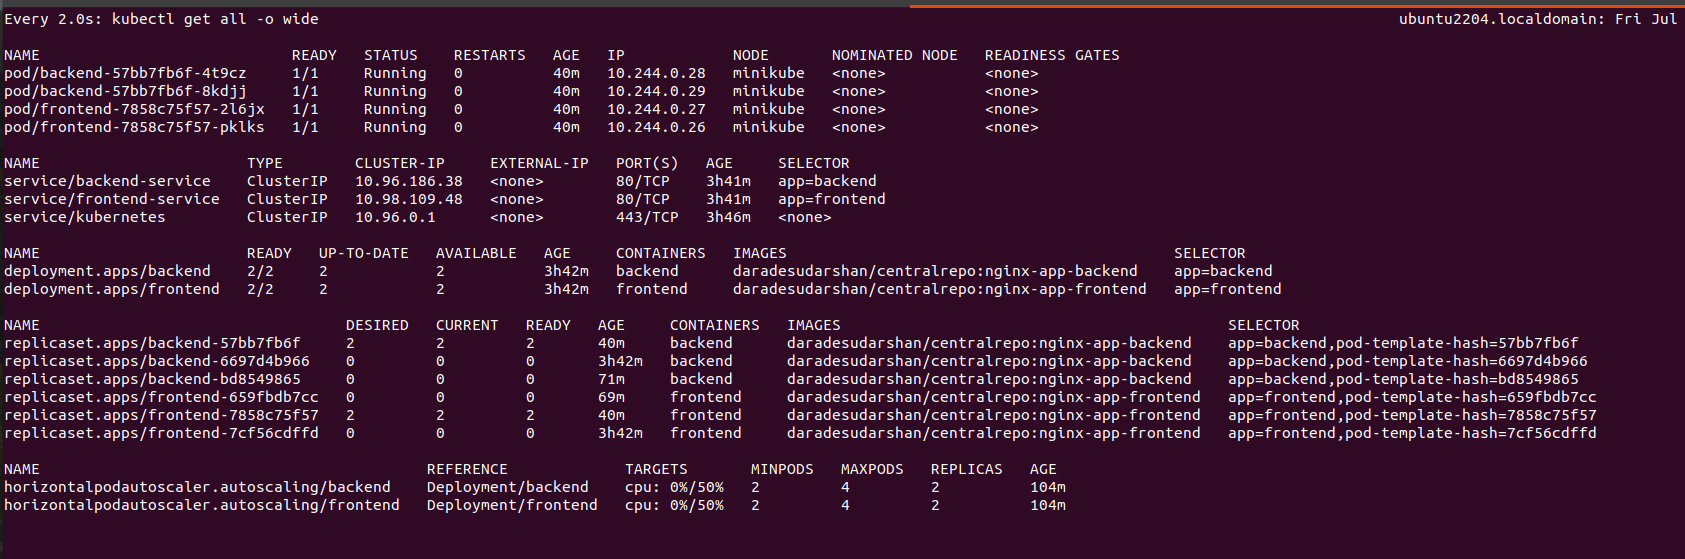 Every 2.0s: kubectl get all -o wide ubuntu2204.localdomain: Fri Jul
NAME READY STATUS RESTARTS AGE IP NODE NOMINATED NODE READINESS GATES
pod/backend-57bb7fb6f-4t9cz 1/1 Running 0 40m 10.244.0.28 minikube <none> <none>
pod/backend-57bb7fb6f-8kdjj 1/1 Running 0 40m 10.244.0.29 minikube <none> <none>
pod/frontend-7858c75f57-2l6jx 1/1 Running 0 40m 10.244.0.27 minikube <none> <none>
pod/frontend-7858c75f57-pklks 1/1 Running 0 40m 10.244.0.26 minikube <none> <none>
NAME TYPE CLUSTER-IP EXTERNAL-IP PORT(S) AGE SELECTOR
service/backend-service ClusterIP 10.96.186.38 <none> 80/TCP 3h41m app=backend
service/frontend-service ClusterIP 10.98.109.48 <none> 80/TCP 3h41m app=frontend
service/kubernetes ClusterIP 10.96.0.1 <none> 443/TCP 3h46m <none>
NAME READY UP-TO-DATE AVAILABLE AGE CONTAINERS IMAGES SELECTOR
deployment.apps/backend 2/2 2 2 3h42m backend daradesudarshan/centralrepo:nginx-app-backend app=backend
deployment.apps/frontend 2/2 2 2 3h42m frontend daradesudarshan/centralrepo:nginx-app-frontend app=frontend
NAME DESIRED CURRENT READY AGE CONTAINERS IMAGES SELECTOR
replicaset.apps/backend-57bb7fb6f 2 2 2 40m backend daradesudarshan/centralrepo:nginx-app-backend app=backend,pod-template-hash=57bb7fb6f
replicaset.apps/backend-6697d4b966 0 0 0 3h42m backend daradesudarshan/centralrepo:nginx-app-backend app=backend,pod-template-hash=6697d4b966
replicaset.apps/backend-bd8549865 0 0 0 71m backend daradesudarshan/centralrepo:nginx-app-backend app=backend,pod-template-hash=bd8549865
replicaset.apps/frontend-659fbdb7cc 0 0 0 69m frontend daradesudarshan/centralrepo:nginx-app-frontend app=frontend,pod-template-hash=659fbdb7cc
replicaset.apps/frontend-7858c75f57 2 2 2 40m frontend daradesudarshan/centralrepo:nginx-app-frontend app=frontend,pod-template-hash=7858c75f57
replicaset.apps/frontend-7cf56cdffd 0 0 0 3h42m frontend daradesudarshan/centralrepo:nginx-app-frontend app=frontend,pod-template-hash=7cf56cdffd
NAME REFERENCE TARGETS MINPODS MAXPODS REPLICAS AGE
horizontalpodautoscaler.autoscaling/backend Deployment/backend cpu: 0%/50% 2 4 2 104m
horizontalpodautoscaler.autoscaling/frontend Deployment/frontend cpu: 0%/50% 2 4 2 104m